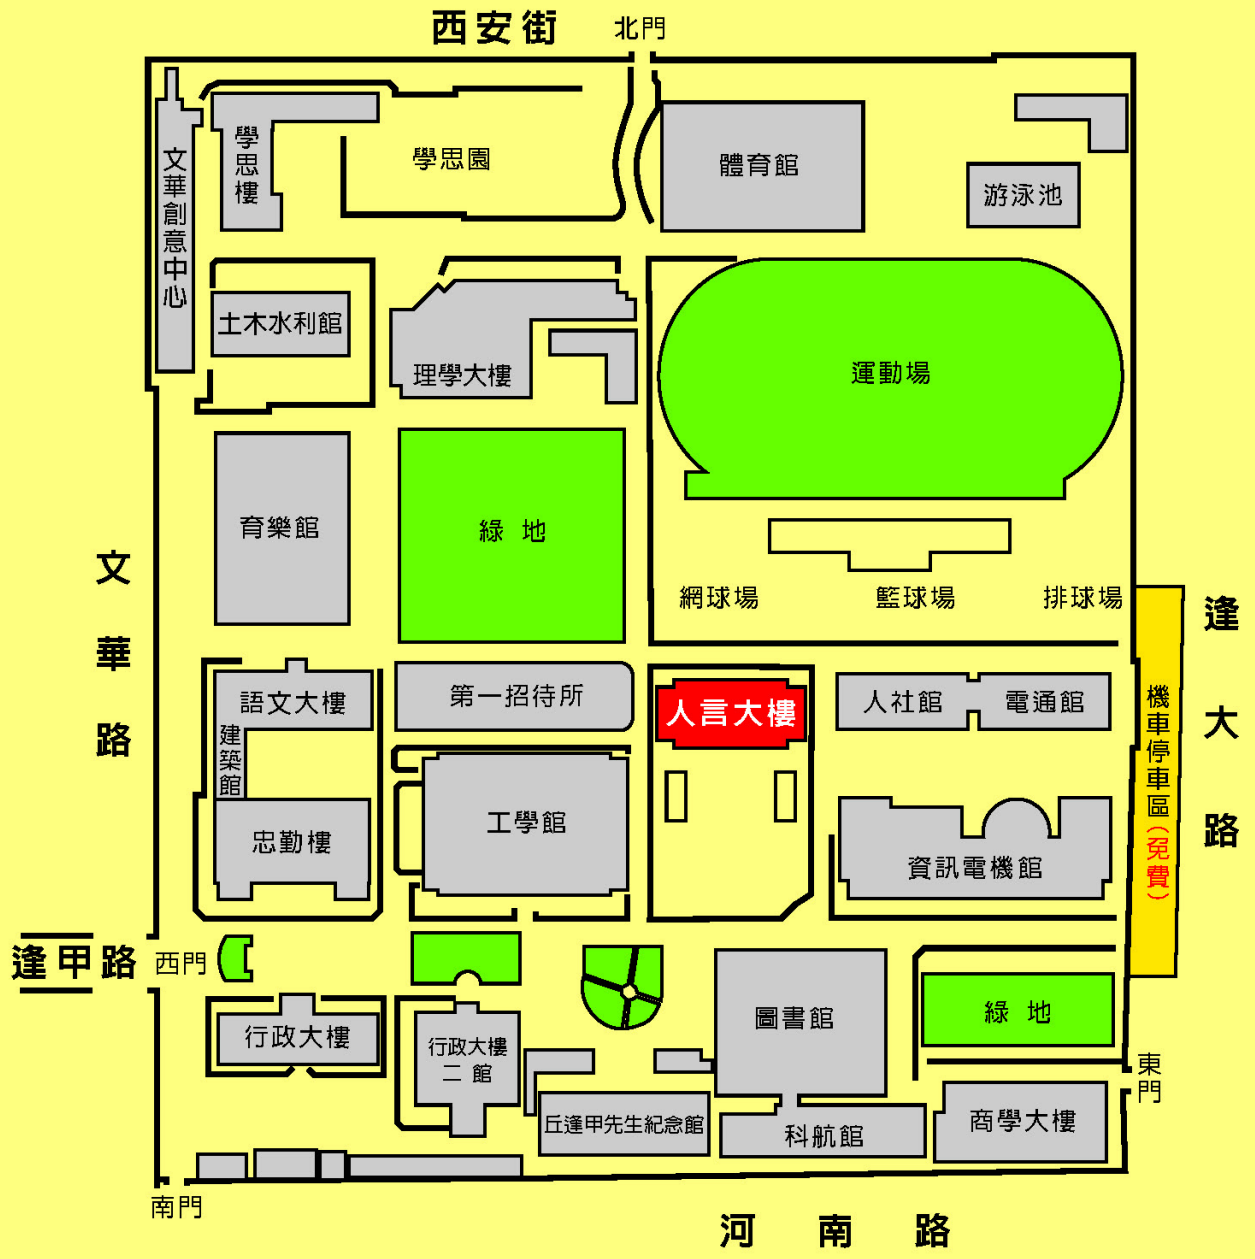 西安街
北門
學思樓
學思園
體育館
游泳池
文華創意中心
土木水利館
理學大樓
運動場
育樂館
綠 地
網球場
籃球場
排球場
文華路
逢大路
語文大樓
第一招待所
人言大樓
人社館
電通館
機車停車區(免費)
建築館
忠勤樓
工學館
資訊電機館
逢甲路
西門
行政大樓
行政大樓
二 館
圖書館
綠 地
東門
丘逢甲先生紀念館
科航館
商學大樓
南門
河南路